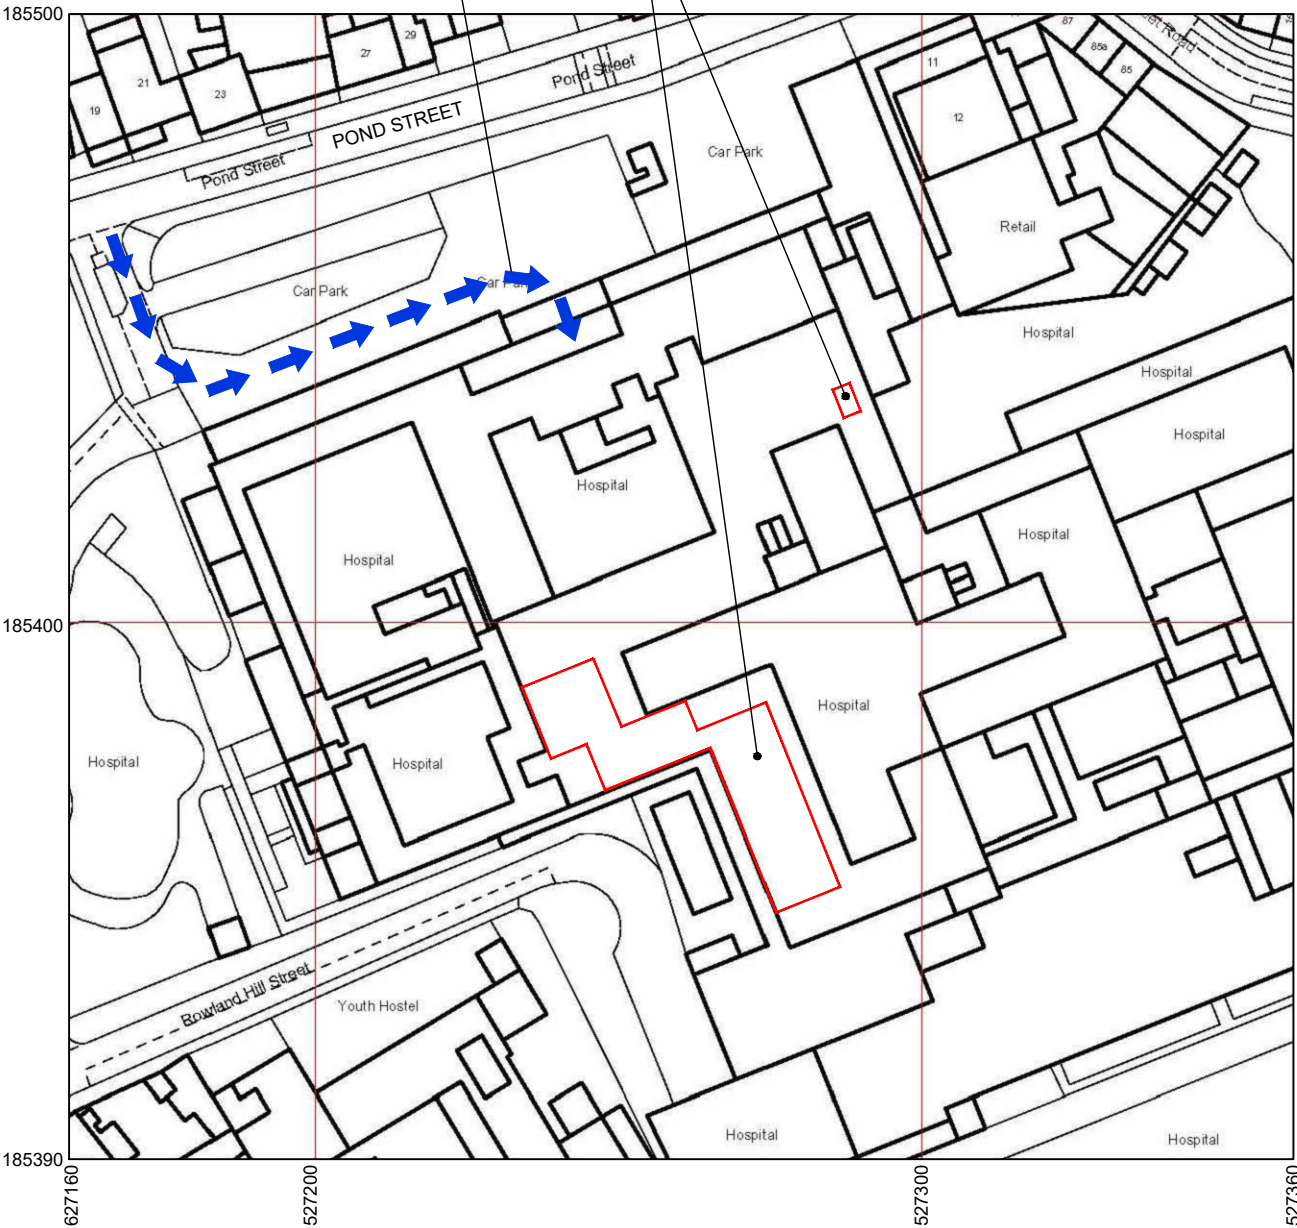 185500
87
85a
85
29
27
21
23
19
11
12
Pond Street
POND STREET
Pond Street
Car Park
Retail
Car Park
Hospital
Hospital
Hospital
Hospital
Hospital
Hospital
185400
Hospital
Hospital
Hospital
Rowland Hill Street
Youth Hostel
Hospital
Hospital
185390
627160
527200
527300
527360